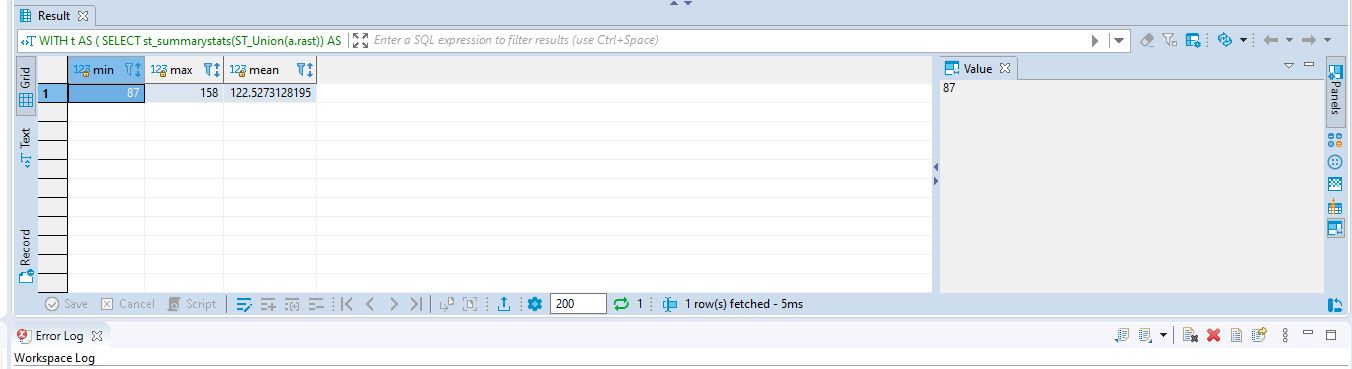 Result
WITH t AS ( SELECT st_summarystats(ST_Union(a.rast)) AS
Enter a SQL expression to filter results (use Ctrl+Space)
Grid
Text
Record
123 min
123 max
123 mean
1
87
158
122.5273128195
Value
87
Panels
Save
Cancel
Script
200
1
1 row(s) fetched - 5ms
Error Log
Workspace Log